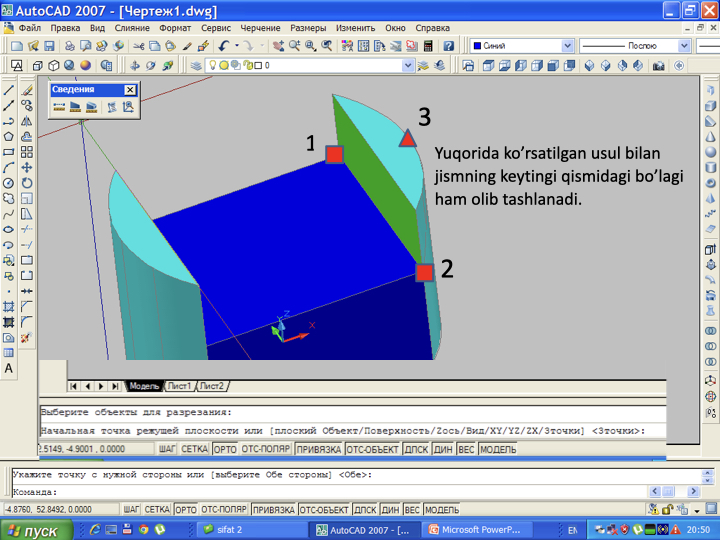 AutoCAD 2007 - [Чертеж1.dwg]
Файл Правка Вид Слияние Формат Сервис Черчение Размеры Изменить Окно Справка
Синий
Послою
0
Сведения
3
1
Yuqorida ko’rsatilgan usul bilan
jismning keytingi qismidagi bo’lagi
ham olib tashlanadi.
2
Z
X
A
Модель Лист1 Лист2
Выберите объекты для разрезания:
Начальная точка режущей плоскости или [плоский Объект/Поверхность/Zось/Вид/XY/YZ/ZX/3точки] <3точки>:
2.5149, -4.9001 , 0.0000 ШАГ СЕТКА ОРТО ОТС-ПОЛЯР ПРИВЯЗКА ОТС-ОБЪЕКТ ДПСК ДИН ВЕС МОДЕЛЬ
Укажите точку с нужной стороны или [выберите Обе стороны] <Обе>:
Команда:
-4.8760, 52.8492, 0.0000 ШАГ СЕТКА ОРТО ОТС-ПОЛЯР ПРИВЯЗКА ОТС-ОБЪЕКТ ДПСК ДИН ВЕС МОДЕЛЬ
пуск sifat 2 AutoCAD 2007 - [... Microsoft PowerP... EN 20:50